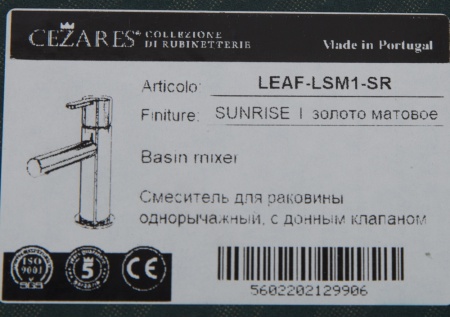 CEZARES® COLLEZIONE
DI RUBINETTERIE
Made in Portugal
Articolo: LEAF-LSM1-SR
Finiture: SUNRISE | золото матовое
Basin mixer
Смеситель для раковины
однорычажный, с донным клапаном
ISO
9001
SGS
5
CE
5602202129906